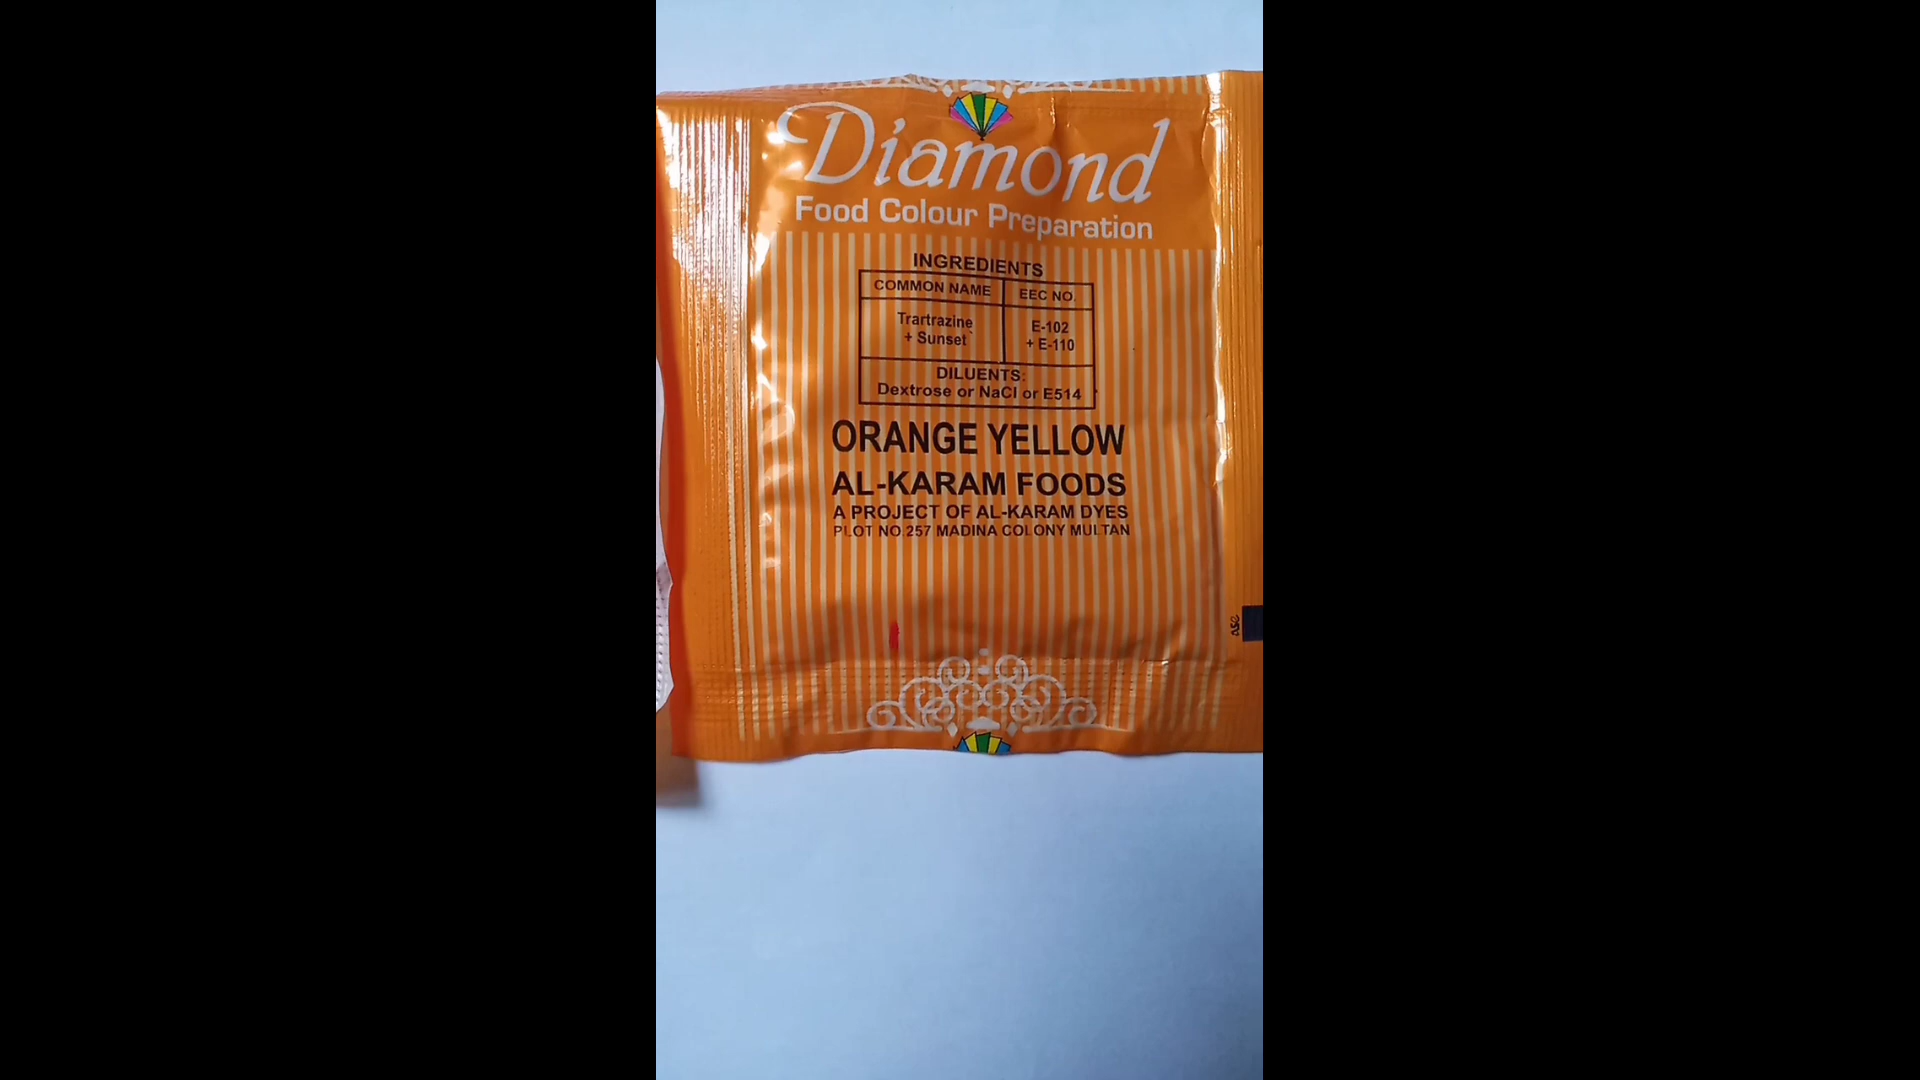 Diamond
Food Colour Preparation
INGREDIENTS
COMMON NAME EEC NO.
Trartrazine E-102
+ Sunset + E-110
DILUENTS:
Dextrose or NaCl or E514
ORANGE YELLOW
AL-KARAM FOODS
A PROJECT OF AL-KARAM DYES
PLOT NO.257 MADINA COLONY MULTAN